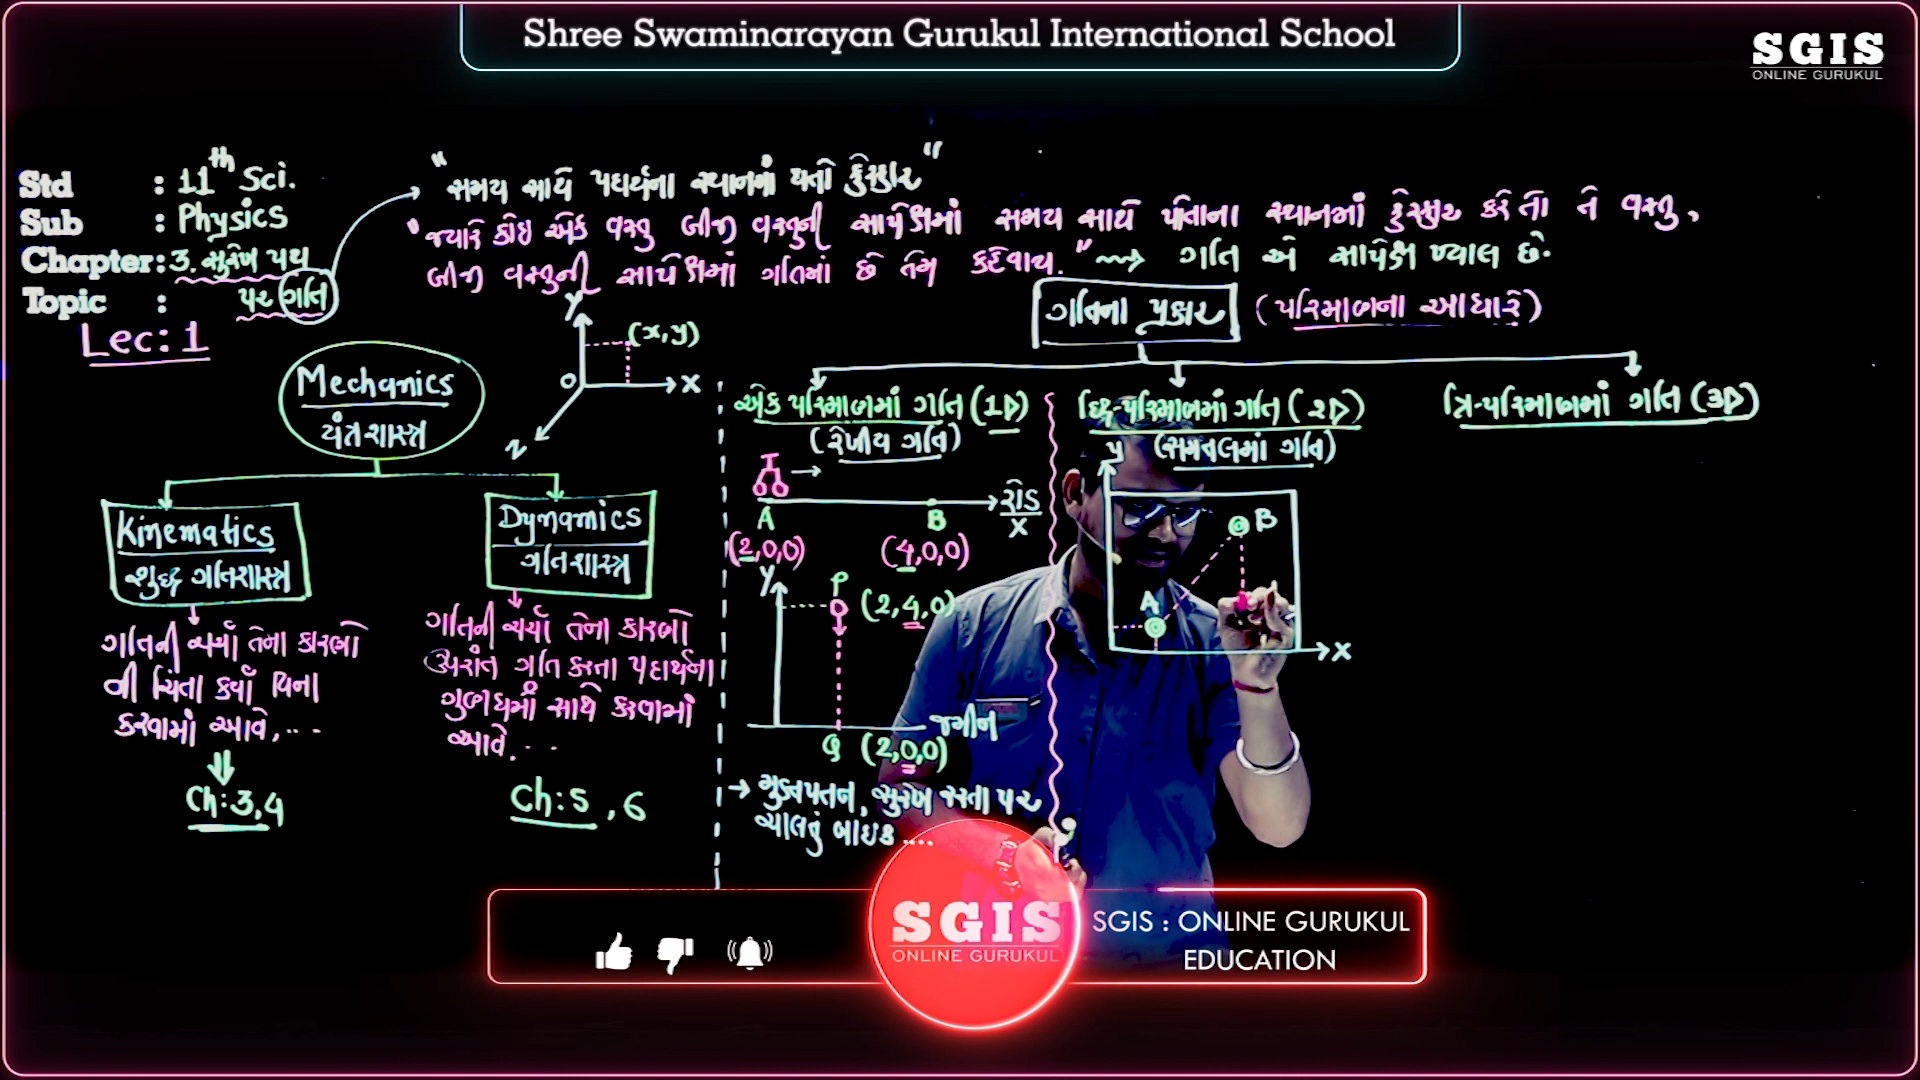 Shree Swaminarayan Gurukul International School
SGIS
ONLINE GURUKUL
Std : 11th Sci.
Sub : Physics
Chapter: 3. સુરેખ પથ
Topic : પર ગતિ
Lec: 1
"સમય સાથે પદાર્થના સ્થાનમાં થતો ફેરફાર"
"જ્યારે કોઇ એક વસ્તુ બીજી વસ્તુની સાપેક્ષમાં સમય સાથે પોતાના સ્થાનમાં ફેરફાર કરે તો તે વસ્તુ,
બીજી વસ્તુની સાપેક્ષમાં ગતિમાં છે તેમ કહેવાય." ⇝ ગતિ એ સાપેક્ષ ખ્યાલ છે.
Y
(x,y)
O
X
Z
Mechanics
યંત્રશાસ્ત્ર
Kinematics
શુદ્ધ ગતિશાસ્ત્ર
ગતિની ચર્ચા તેના કારણો
ની ચિંતા કર્યા વિના
કરવામાં આવે,...
Ch:3,4
Dynamics
ગતિશાસ્ત્ર
ગતિની ચર્ચા તેના કારણો
ઉપરાંત ગતિ કરતા પદાર્થના
ગુણધર્મો સાથે કરવામાં
આવે. ..
Ch:5,6
ગતિના પ્રકાર (પરિમાણના આધારે)
એક પરિમાણમાં ગતિ (1D)
(રેખીય ગતિ)
A
B
રોડ
X
(2,0,0)
(4,0,0)
Y
P
(2,4,0)
જમીન
Q (2,0,0)
→ મુક્તપતન, સુરેખ રસ્તા પર
ચાલતું બાઇક ....
દ્વિ-પરિમાણમાં ગતિ (2D)
(સમતલમાં ગતિ)
y
B
A
X
ત્રિ-પરિમાણમાં ગતિ (3D)
SGIS
ONLINE GURUKUL
SGIS : ONLINE GURUKUL
EDUCATION